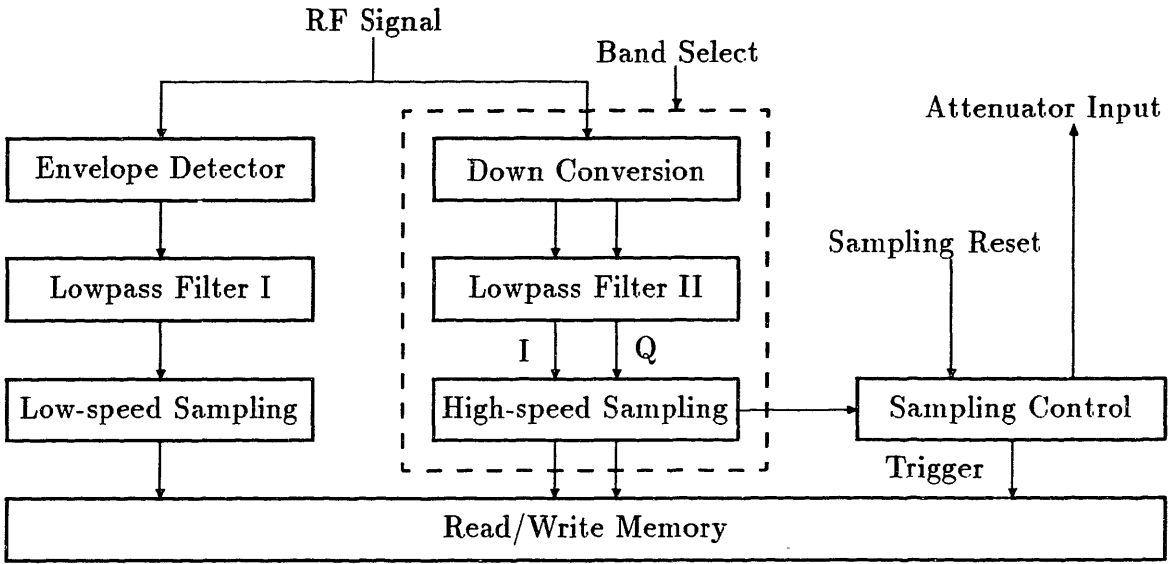 RF Signal
Band Select
Attenuator Input
Envelope Detector
Down Conversion
Sampling Reset
Lowpass Filter I
Lowpass Filter II
I
Q
Low-speed Sampling
High-speed Sampling
Sampling Control
Trigger
Read/Write Memory